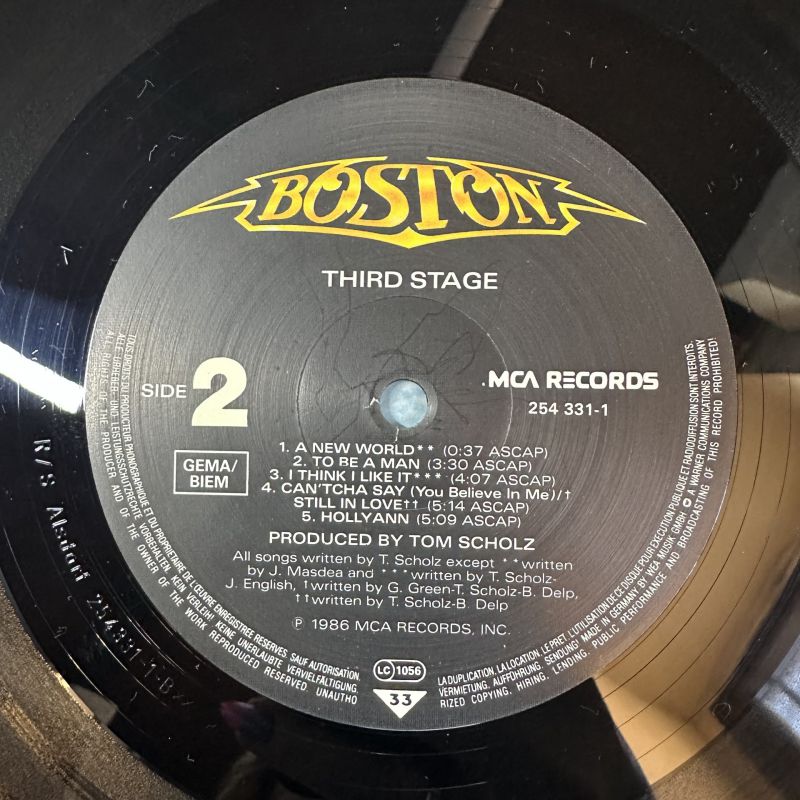 BOSTON
THIRD STAGE
SIDE 2
.MCA RECORDS
254 331-1
GEMA/
BIEM
1. A NEW WORLD** (0:37 ASCAP)
2. TO BE A MAN (3:30 ASCAP)
3. I THINK I LIKE IT*** (4:07 ASCAP)
4. CAN'TCHA SAY (You Believe In Me)/†
STILL IN LOVE†† (5:14 ASCAP)
5. HOLLYANN (5:09 ASCAP)
PRODUCED BY TOM SCHOLZ
All songs written by T. Scholz except **written
by J. Masdea and ***written by T. Scholz-
J. English, †written by G. Green-T. Scholz-B. Delp,
††written by T. Scholz-B. Delp
℗ 1986 MCA RECORDS, INC.
LC 1056
33
TOUS DROITS DU PRODUCTEUR PHONOGRAPHIQUE ET DU PROPRIETAIRE DE L'ŒUVRE ENREGISTREE RESERVES. SAUF AUTORISATION.
LA DUPLICATION, LA LOCATION, LE PRET, L'UTILISATION DE CE DISQUE POUR EXECUTION PUBLIQUE ET RADIODIFFUSION SONT INTERDITS.
ALLE URHEBER- UND LEISTUNGSSCHUTZRECHTE VORBEHALTEN. KEIN VERLEIH! KEINE UNERLAUBTE VERVIELFÄLTIGUNG,
VERMIETUNG, AUFFÜHRUNG, SENDUNG! MADE IN GERMANY BY WEA MUSIK GMBH A WARNER COMMUNICATIONS COMPANY
ALL RIGHTS OF THE PRODUCER AND OF THE OWNER OF THE WORK REPRODUCED RESERVED. UNAUTHO
RIZED COPYING, HIRING, LENDING, PUBLIC PERFORMANCE AND BROADCASTING OF THIS RECORD PROHIBITED!
R/S Alsdorf 254331-1-B